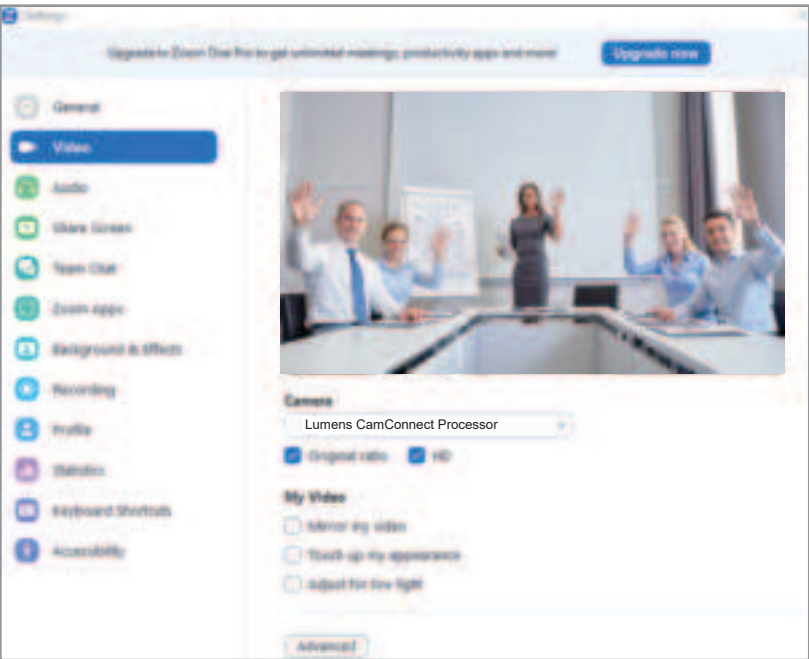 Settings
Upgrade to Zoom One Pro to get unlimited meetings, productivity apps and more!
Upgrade now
General
Video
Audio
Share Screen
Team Chat
Zoom Apps
Background & Effects
Recording
Profile
Statistics
Keyboard Shortcuts
Accessibility
Camera
Lumens CamConnect Processor
Original ratio
HD
My Video
Mirror my video
Touch up my appearance
Adjust for low light
Advanced